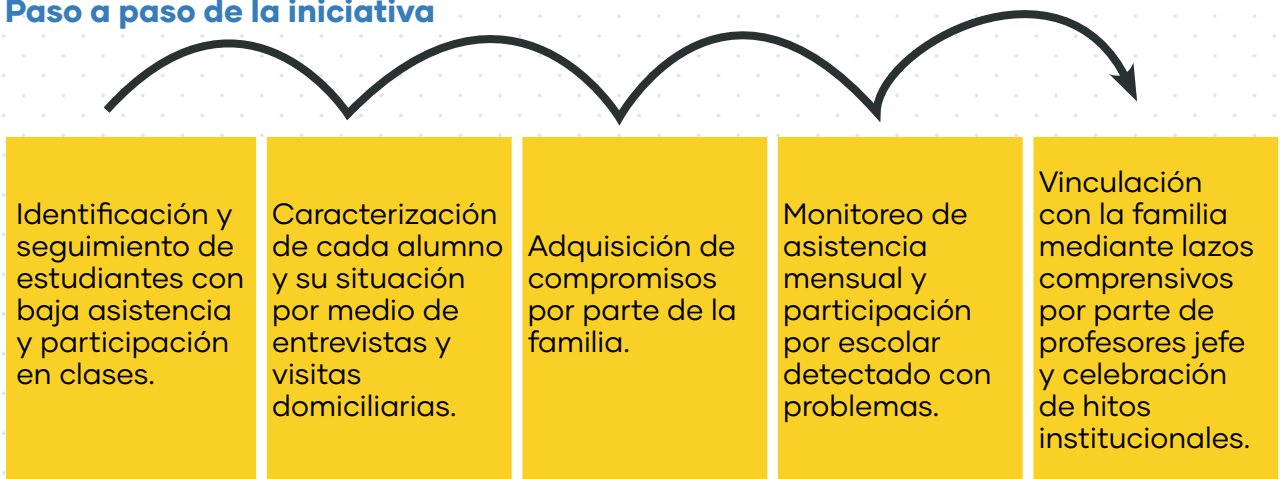 Paso a paso de la iniciativa
Identificación y
seguimiento de
estudiantes con
baja asistencia
y participación
en clases.
Caracterización
de cada alumno
y su situación
por medio de
entrevistas y
visitas
domiciliarias.
Adquisición de
compromisos
por parte de la
familia.
Monitoreo de
asistencia
mensual y
participación
por escolar
detectado con
problemas.
Vinculación
con la familia
mediante lazos
comprensivos
por parte de
profesores jefe
y celebración
de hitos
institucionales.